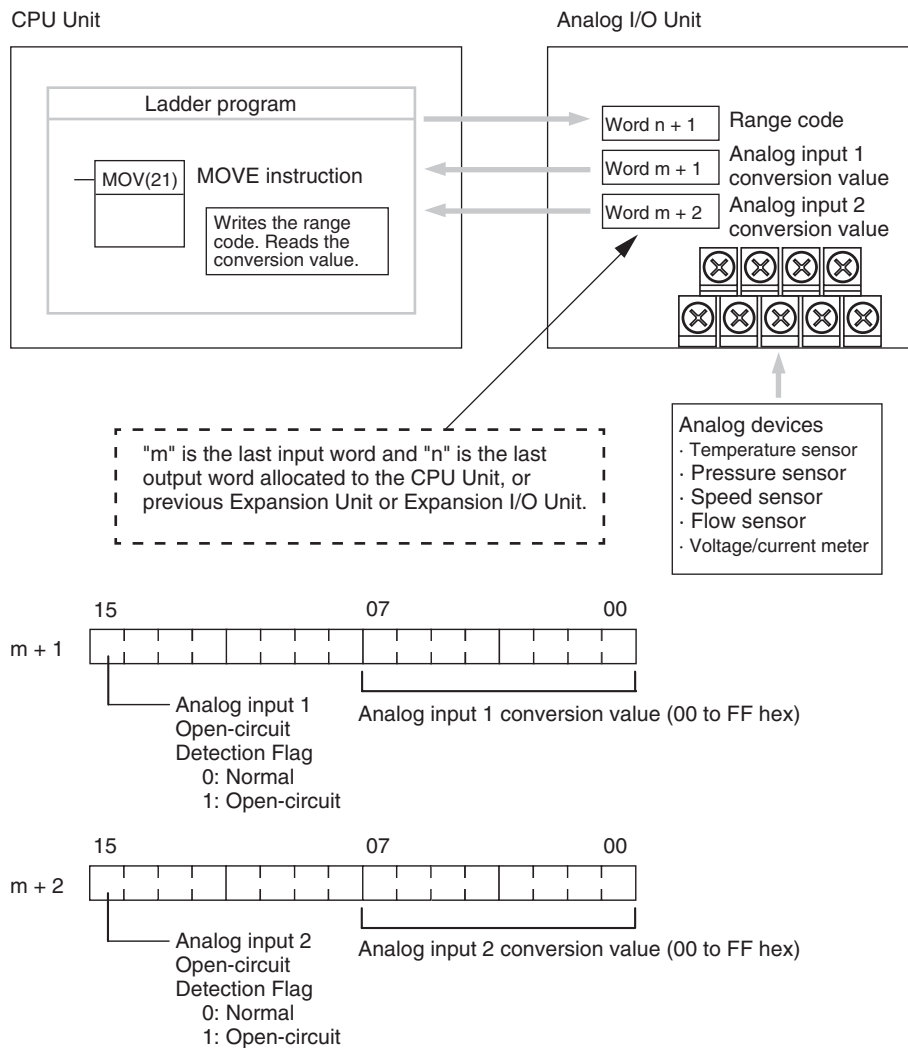 CPU Unit
Analog I/O Unit
Ladder program
MOV(21)
MOVE instruction
Writes the range
code. Reads the
conversion value.
Word n + 1
Range code
Word m + 1
Analog input 1
conversion value
Word m + 2
Analog input 2
conversion value
"m" is the last input word and "n" is the last
output word allocated to the CPU Unit, or
previous Expansion Unit or Expansion I/O Unit.
Analog devices
· Temperature sensor
· Pressure sensor
· Speed sensor
· Flow sensor
· Voltage/current meter
15 07 00
m + 1
Analog input 1
Open-circuit
Detection Flag
0: Normal
1: Open-circuit
Analog input 1 conversion value (00 to FF hex)
15 07 00
m + 2
Analog input 2
Open-circuit
Detection Flag
0: Normal
1: Open-circuit
Analog input 2 conversion value (00 to FF hex)